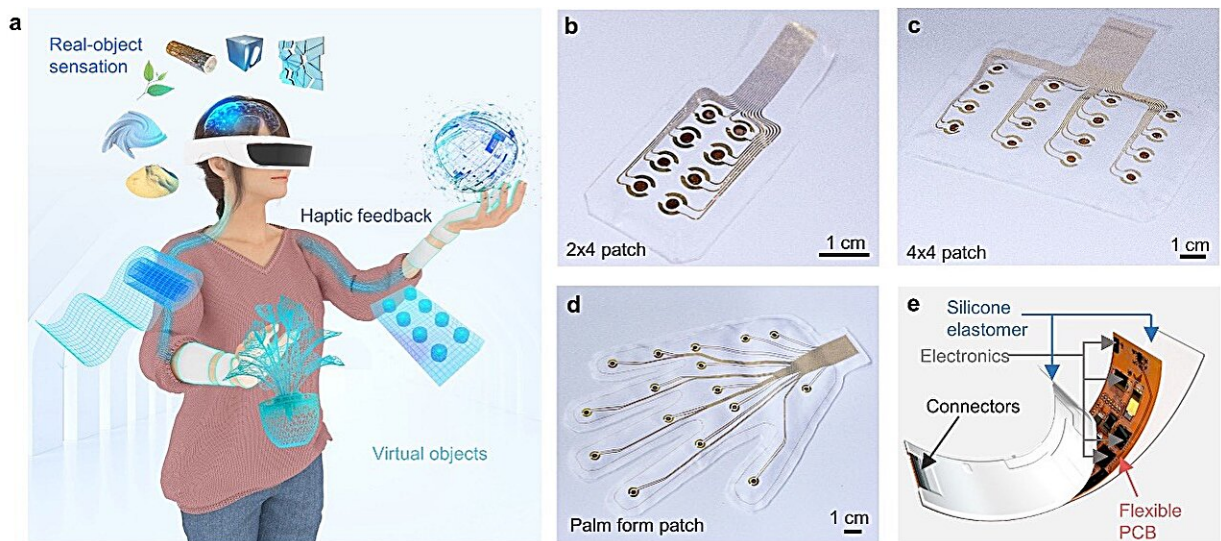 a
Real-object
sensation
Haptic feedback
Virtual objects
b
2x4 patch
1 cm
c
4x4 patch
1 cm
d
Palm form patch
1 cm
e
Silicone
elastomer
Electronics
Connectors
Flexible
PCB